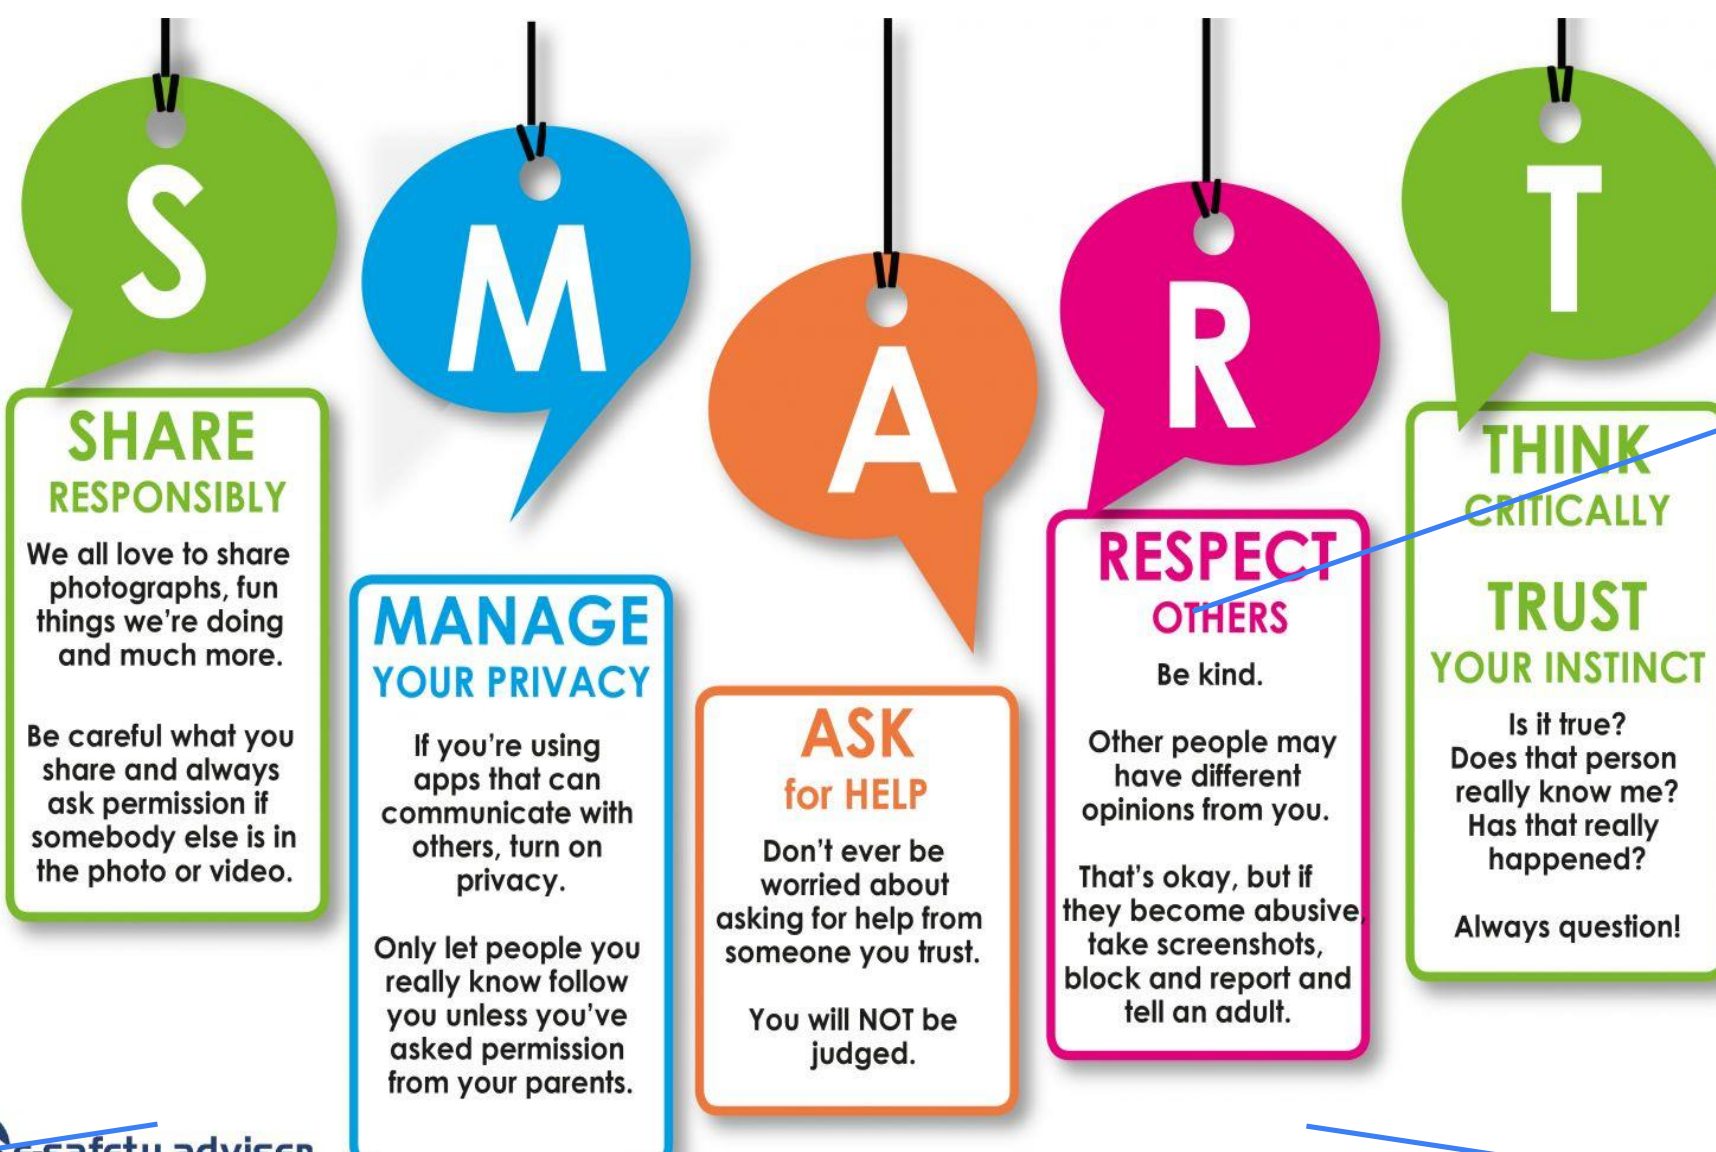 S
SHARE
RESPONSIBLY
We all love to share
photographs, fun
things we're doing
and much more.
Be careful what you
share and always
ask permission if
somebody else is in
the photo or video.
M
MANAGE
YOUR PRIVACY
If you're using
apps that can
communicate with
others, turn on
privacy.
Only let people you
really know follow
you unless you've
asked permission
from your parents.
A
ASK
for HELP
Don't ever be
worried about
asking for help from
someone you trust.
You will NOT be
judged.
R
RESPECT
OTHERS
Be kind.
Other people may
have different
opinions from you.
That's okay, but if
they become abusive,
take screenshots,
block and report and
tell an adult.
T
THINK
CRITICALLY
TRUST
YOUR INSTINCT
Is it true?
Does that person
really know me?
Has that really
happened?
Always question!
e-safety adviser